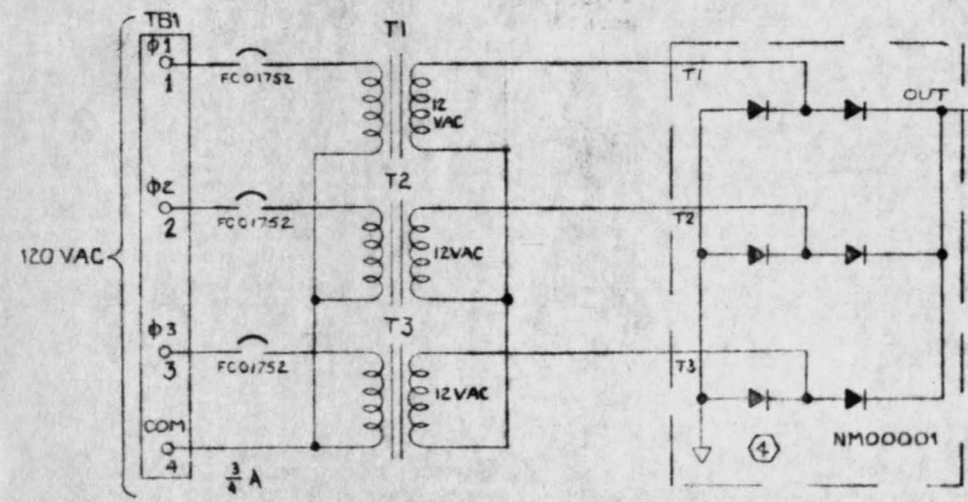 TB1
T1
ϕ1
1
FC01752
12
VAC
T1
OUT
T2
ϕ2
2
FC01752
12VAC
T2
120 VAC
T3
ϕ3
3
FC01752
12VAC
T3
COM
4
3/4 A
4
NM00001